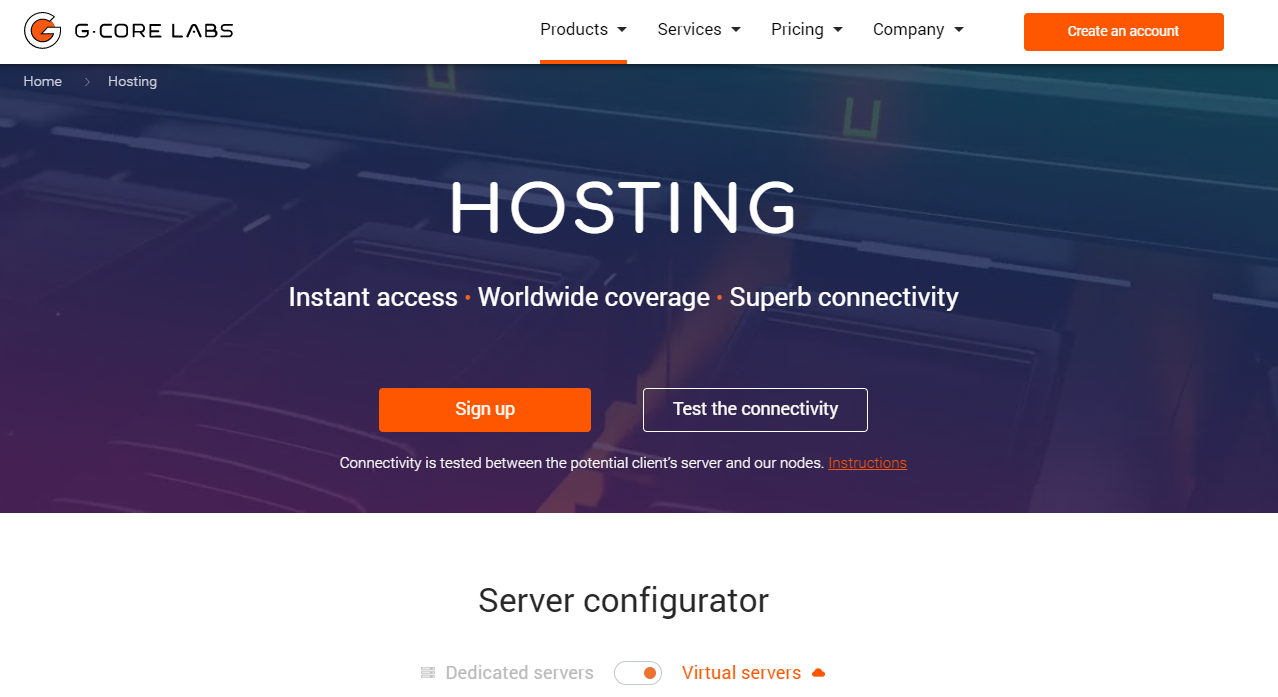 G·CORE LABS
Products Services Pricing Company Create an account
Home Hosting
HOSTING
Instant access • Worldwide coverage • Superb connectivity
Sign up Test the connectivity
Connectivity is tested between the potential client's server and our nodes. Instructions
Server configurator
Dedicated servers Virtual servers